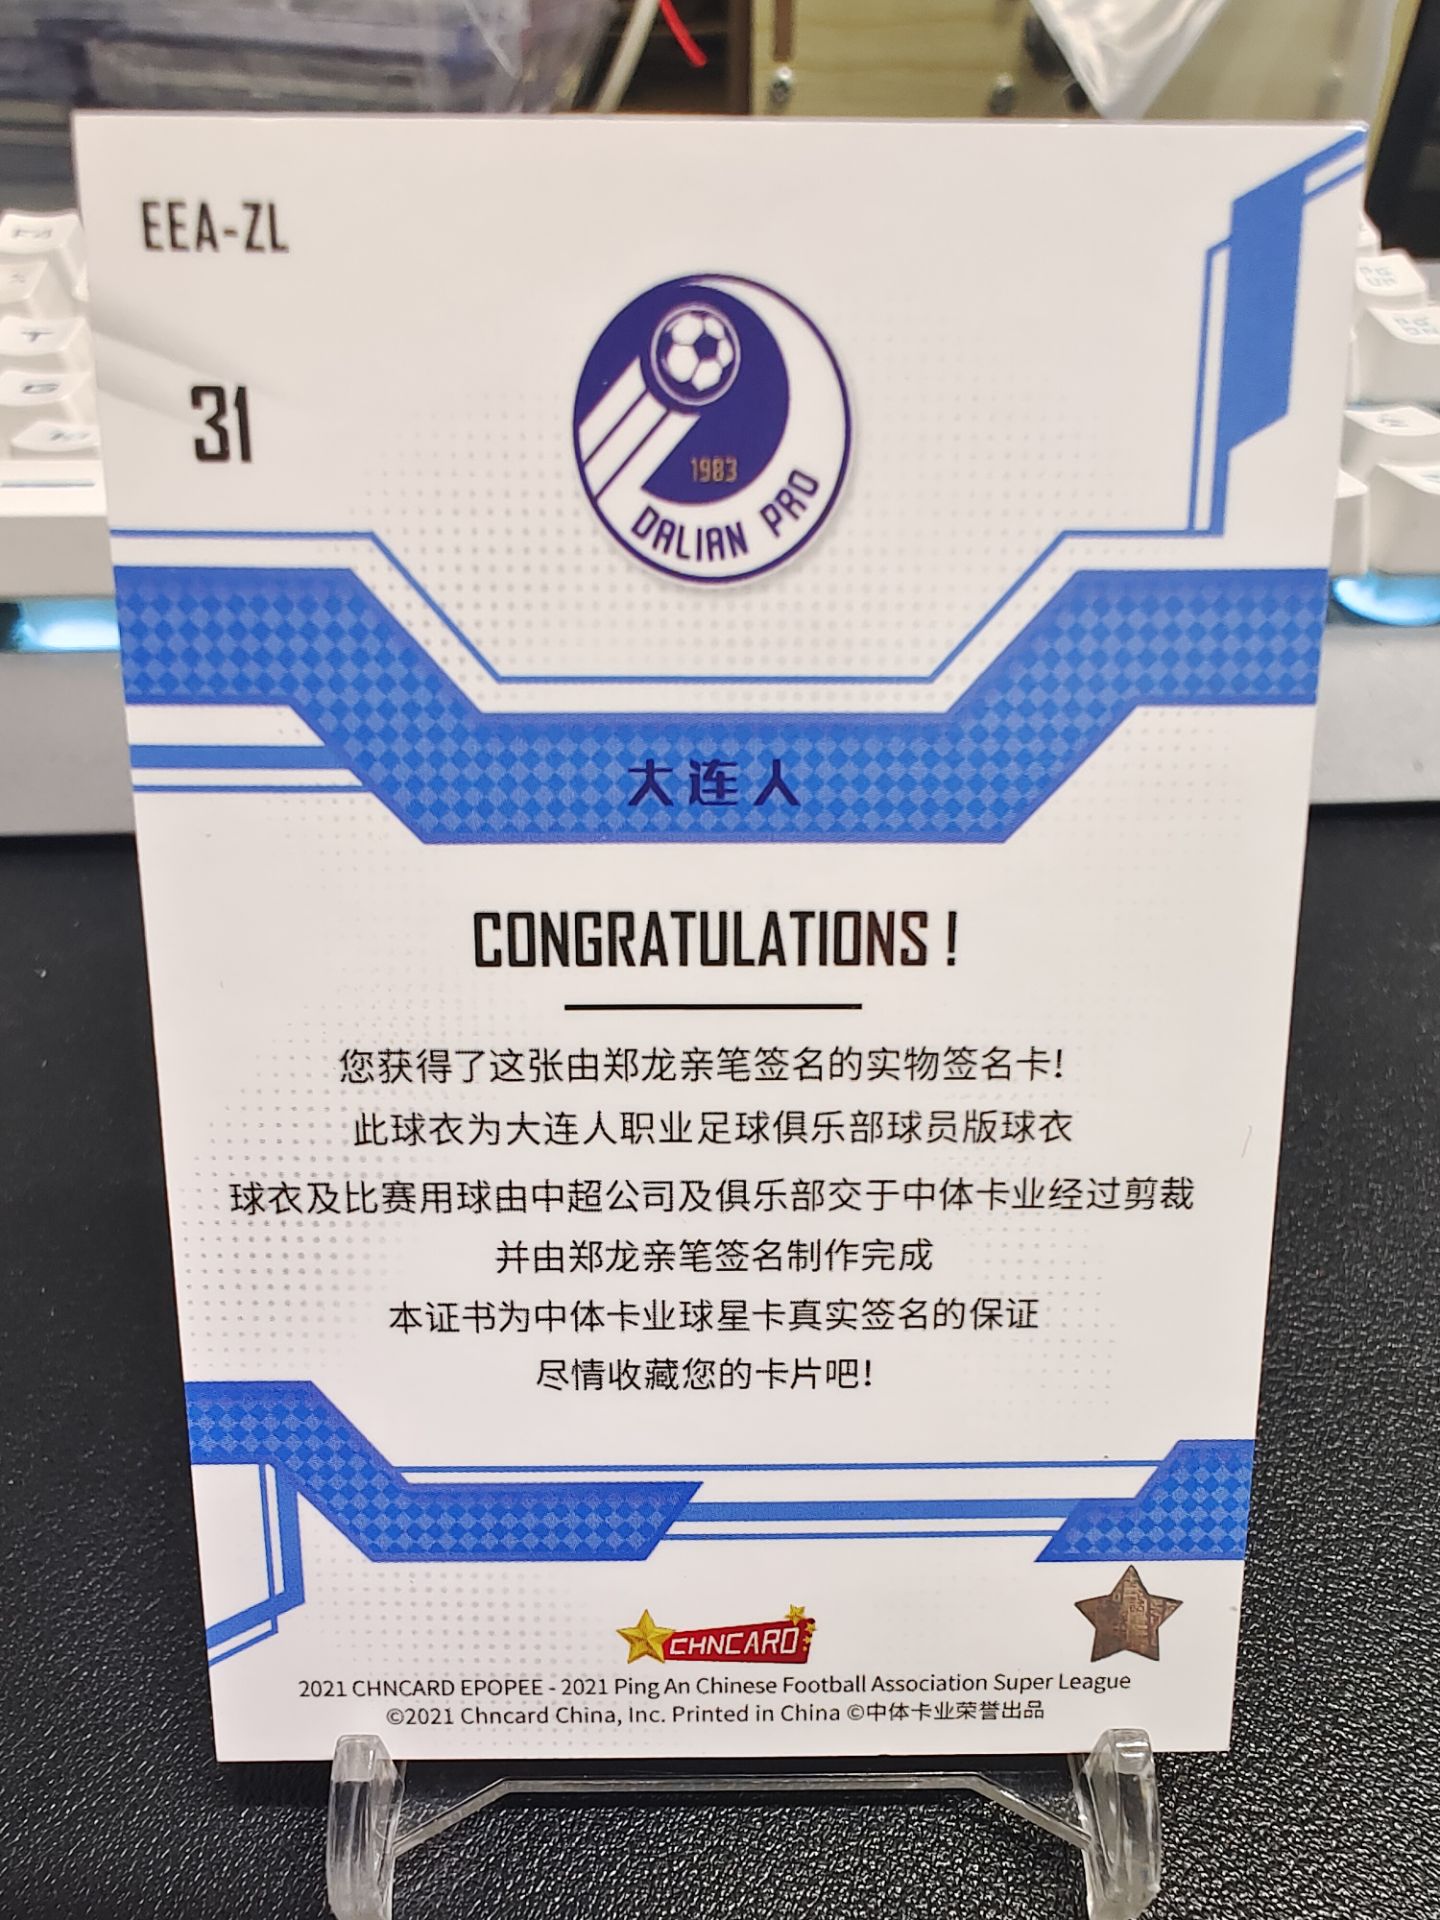 EEA-ZL
31
1983
DALIAN PRO
大连人
CONGRATULATIONS!
您获得了这张由郑龙亲笔签名的实物签名卡!
此球衣为大连人职业足球俱乐部球员版球衣
球衣及比赛用球由中超公司及俱乐部交于中体卡业经过剪裁
并由郑龙亲笔签名制作完成
本证书为中体卡业球星卡真实签名的保证
尽情收藏您的卡片吧!
CHNCARD
2021 CHNCARD EPOPEE - 2021 Ping An Chinese Football Association Super League
©2021 Chncard China, Inc. Printed in China ©中体卡业荣誉出品